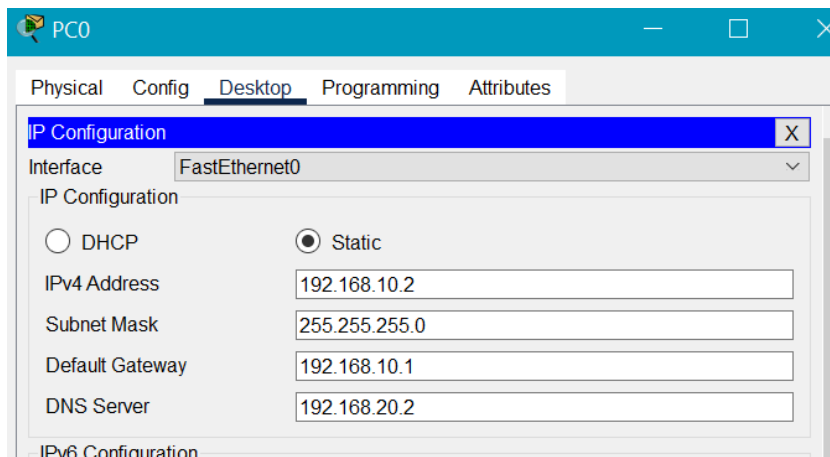 PC0
Physical Config Desktop Programming Attributes
IP Configuration X
Interface FastEthernet0
IP Configuration
DHCP Static
IPv4 Address 192.168.10.2
Subnet Mask 255.255.255.0
Default Gateway 192.168.10.1
DNS Server 192.168.20.2
IPv6 Configuration